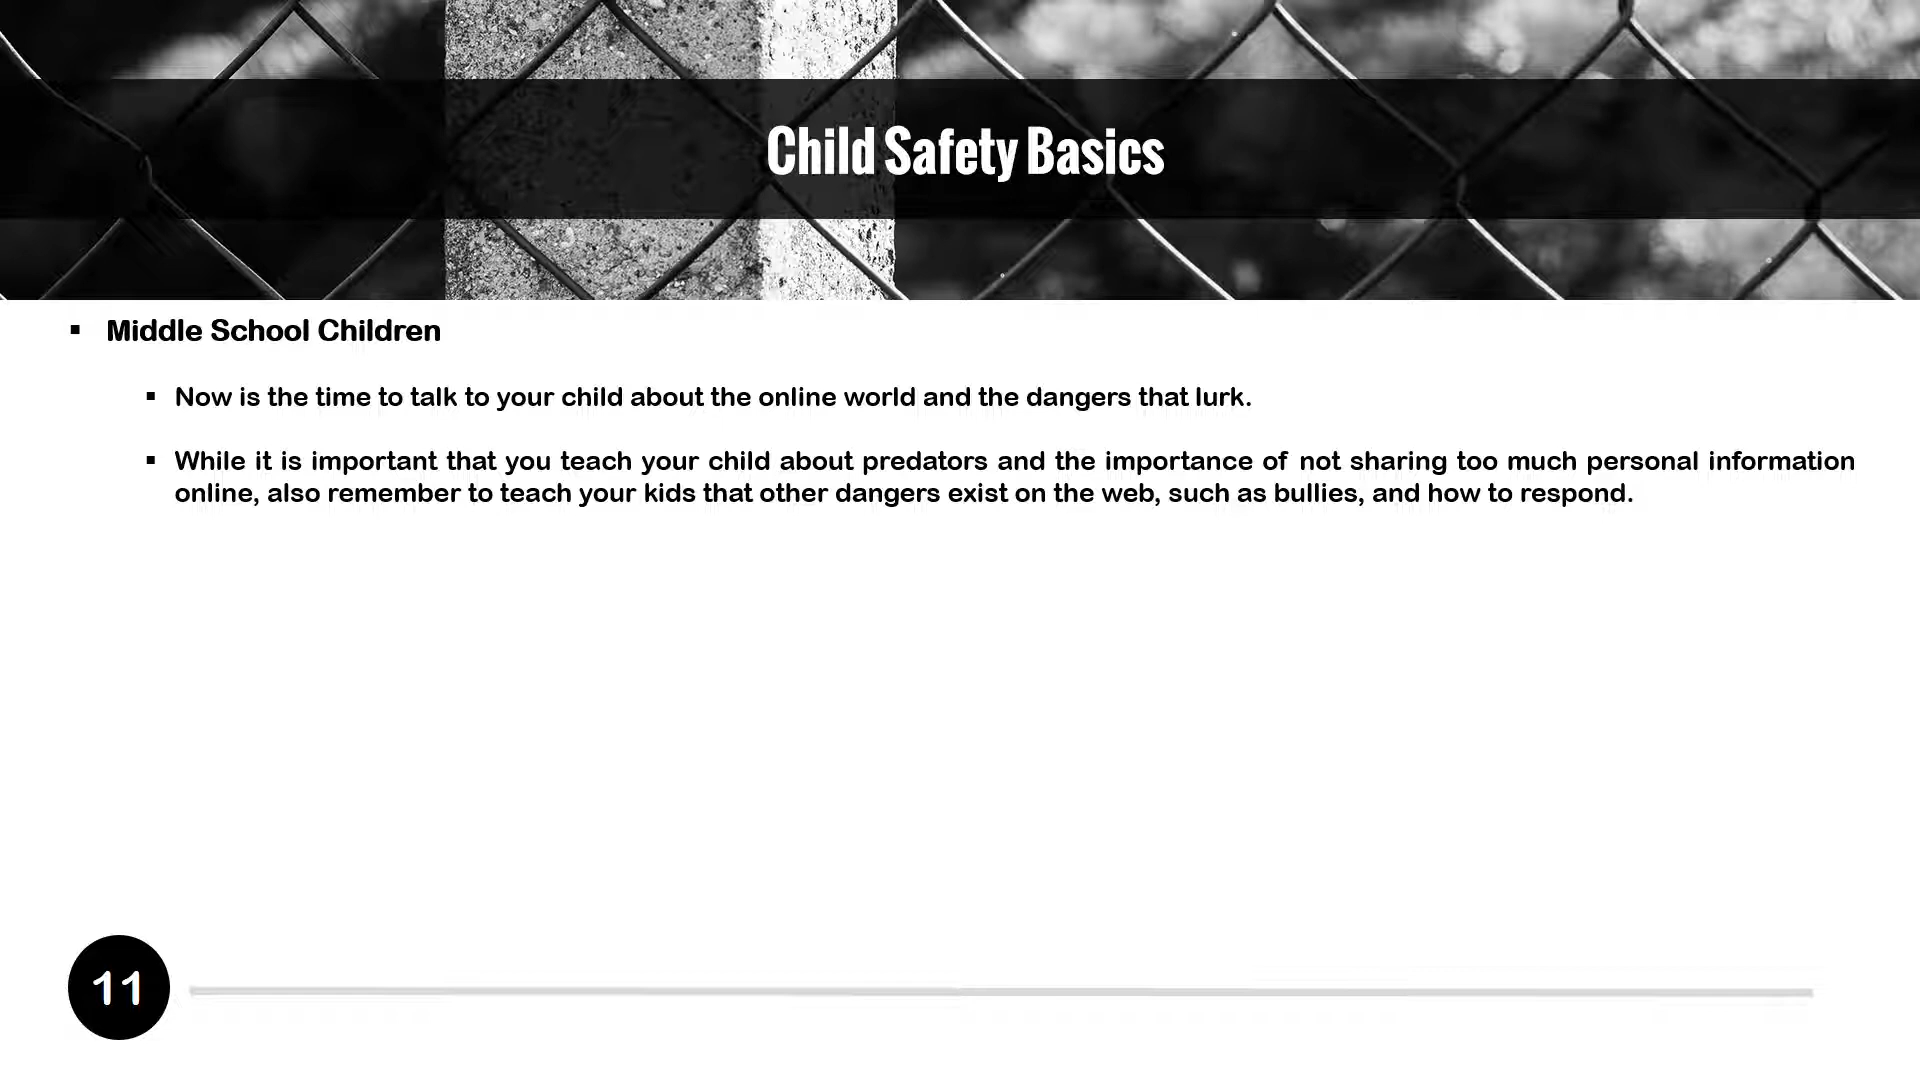 Child Safety Basics
▪ Middle School Children
▪ Now is the time to talk to your child about the online world and the dangers that lurk.
▪ While it is important that you teach your child about predators and the importance of not sharing too much personal information
online, also remember to teach your kids that other dangers exist on the web, such as bullies, and how to respond.
11